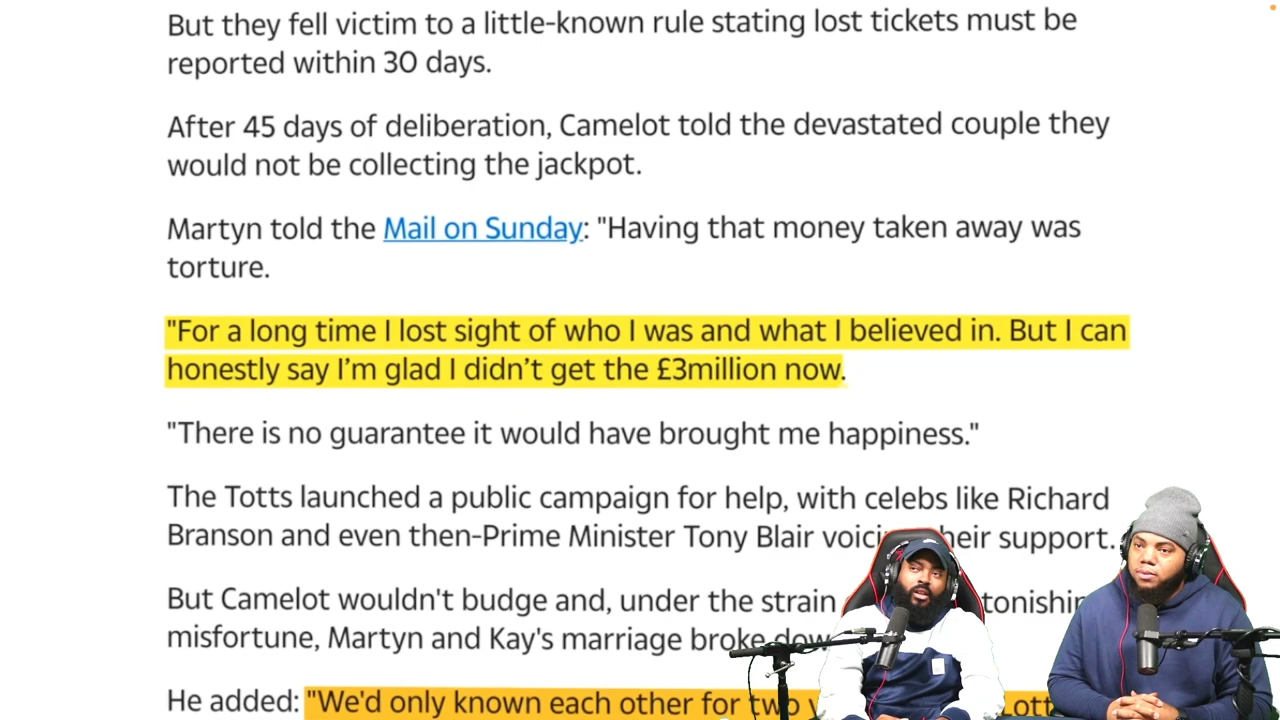 But they fell victim to a little-known rule stating lost tickets must be
reported within 30 days.
After 45 days of deliberation, Camelot told the devastated couple they
would not be collecting the jackpot.
Martyn told the Mail on Sunday: "Having that money taken away was
torture.
"For a long time I lost sight of who I was and what I believed in. But I can
honestly say I'm glad I didn't get the £3million now.
"There is no guarantee it would have brought me happiness."
The Totts launched a public campaign for help, with celebs like Richard
Branson and even then-Prime Minister Tony Blair their support.
But Camelot wouldn't budge and, under the strain
misfortune, Martyn and Kay's marriage broke
He added: "We'd only known each other for two